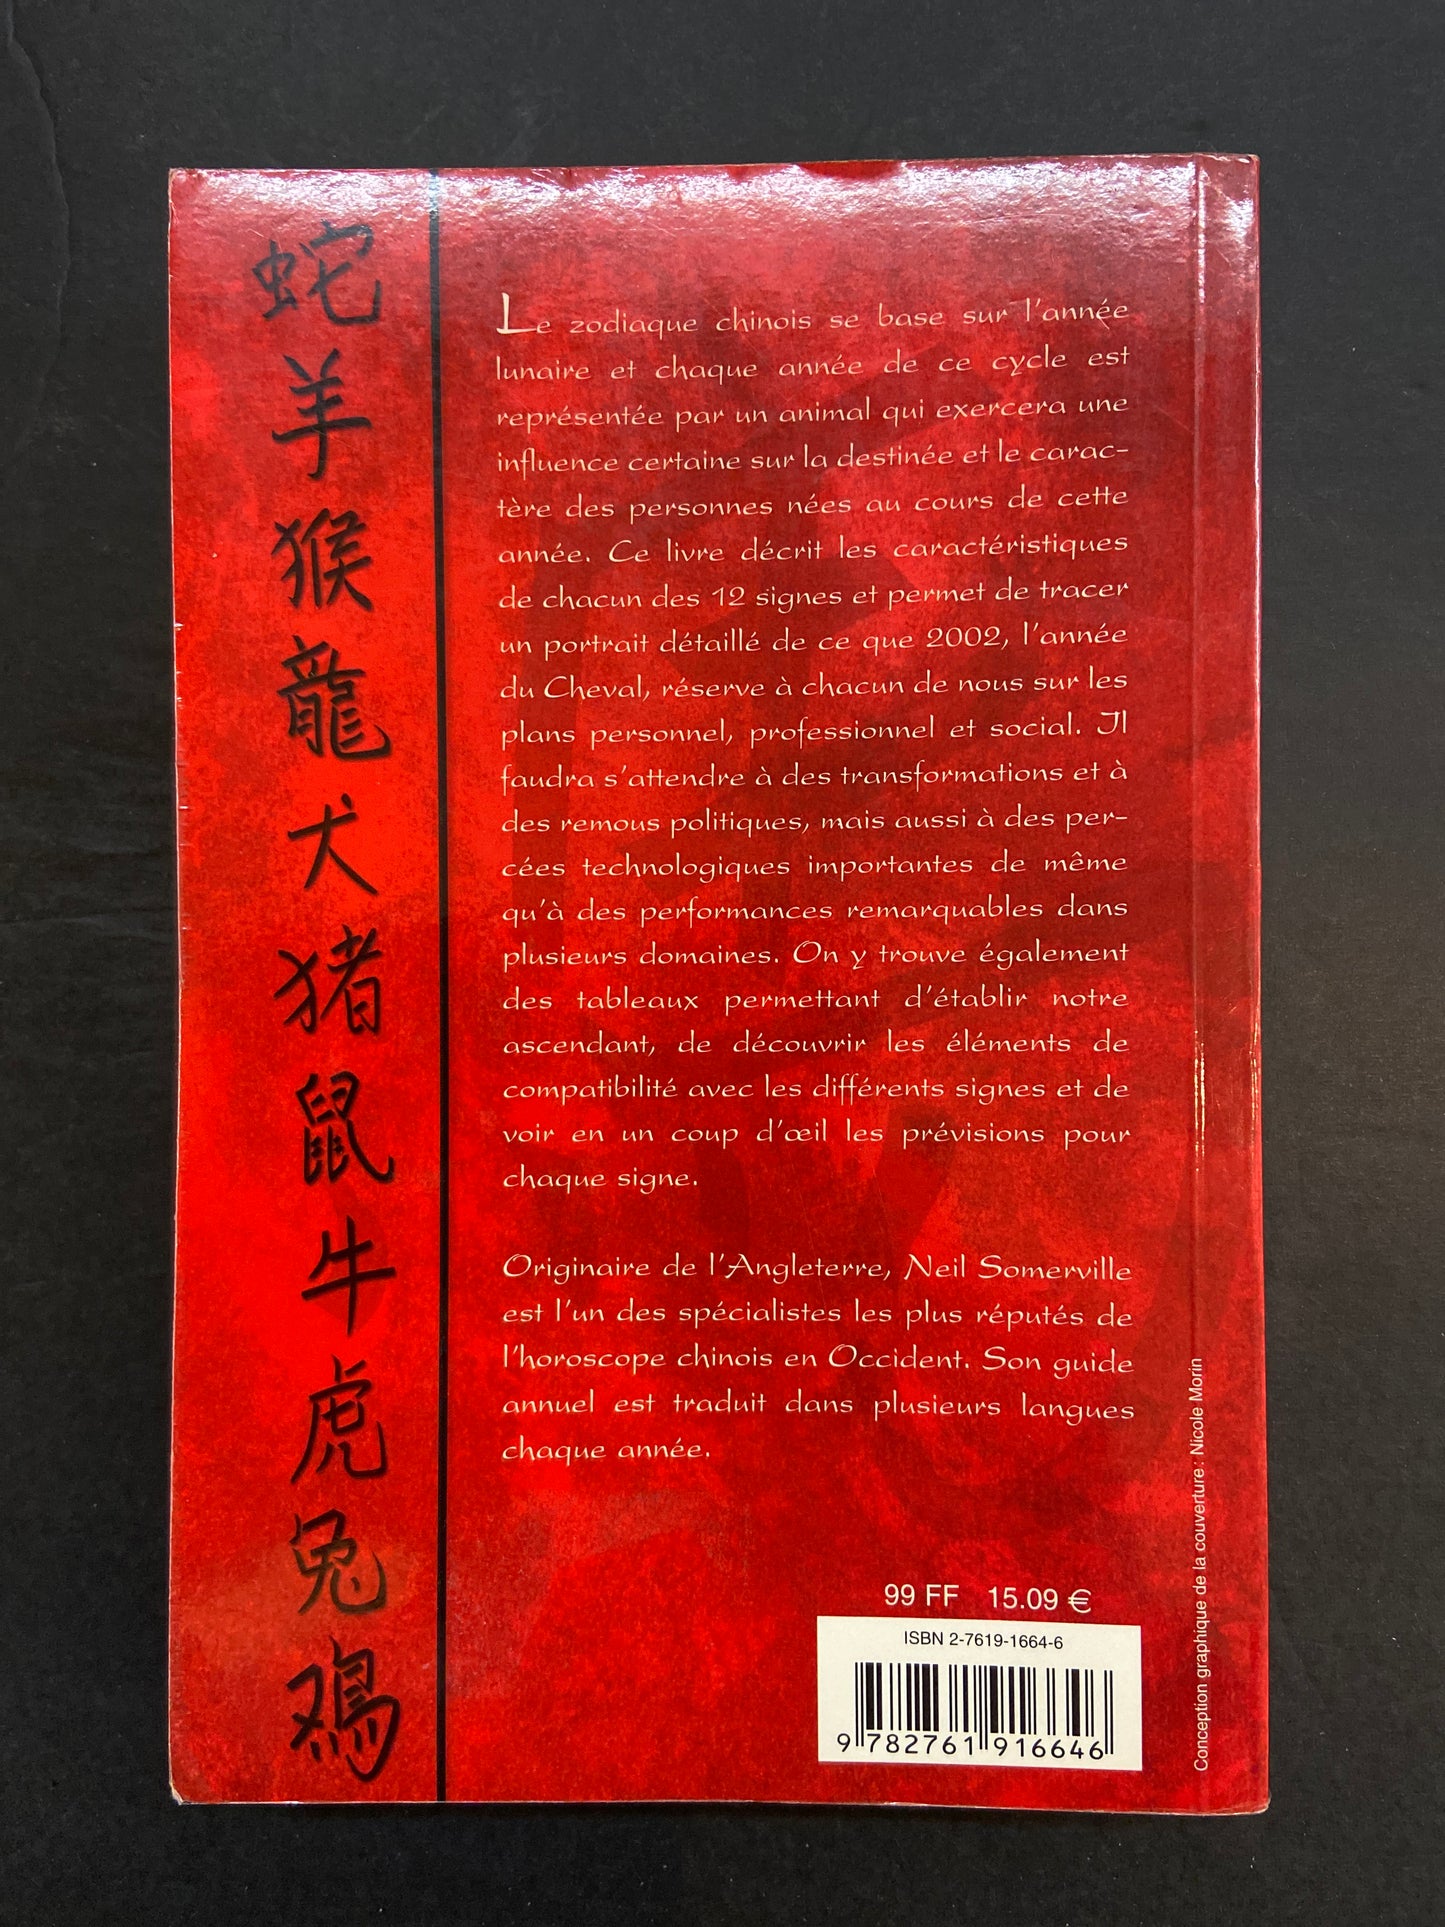 蛇
羊
猴
龍
犬
猪
鼠
牛
虎
兔
鳮
Le zodiaque chinois se base sur l'année
lunaire et chaque année de ce cycle est
représentée par un animal qui exercera une
influence certaine sur la destinée et le carac-
tère des personnes nées au cours de cette
année. Ce livre décrit les caractéristiques
de chacun des 12 signes et permet de tracer
un portrait détaillé de ce que 2002, l'année
du Cheval, réserve à chacun de nous sur les
plans personnel, professionnel et social. Il
faudra s'attendre à des transformations et à
des remous politiques, mais aussi à des per-
cées technologiques importantes de même
qu'à des performances remarquables dans
plusieurs domaines. On y trouve également
des tableaux permettant d'établir notre
ascendant, de découvrir les éléments de
compatibilité avec les différents signes et de
voir en un coup d'œil les prévisions pour
chaque signe.
Originaire de l'Angleterre, Neil Somerville
est l'un des spécialistes les plus réputés de
l'horoscope chinois en Occident. Son guide
annuel est traduit dans plusieurs langues
chaque année.
99 FF 15.09 €
ISBN 2-7619-1664-6
9 782761 916646
Conception graphique de la couverture : Nicole Morin